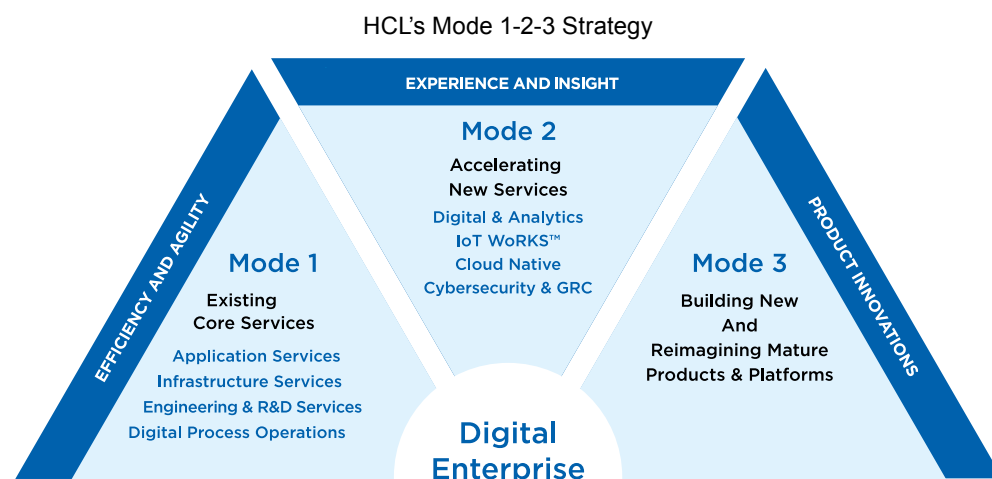 HCL's Mode 1-2-3 Strategy
EXPERIENCE AND INSIGHT
Mode 2
Accelerating
New Services
Digital & Analytics
IoT WoRKS™
Cloud Native
Cybersecurity & GRC
EFFICIENCY AND AGILITY
Mode 1
Existing
Core Services
Application Services
Infrastructure Services
Engineering & R&D Services
Digital Process Operations
PRODUCT INNOVATIONS
Mode 3
Building New
And
Reimagining Mature
Products & Platforms
Digital
Enterprise